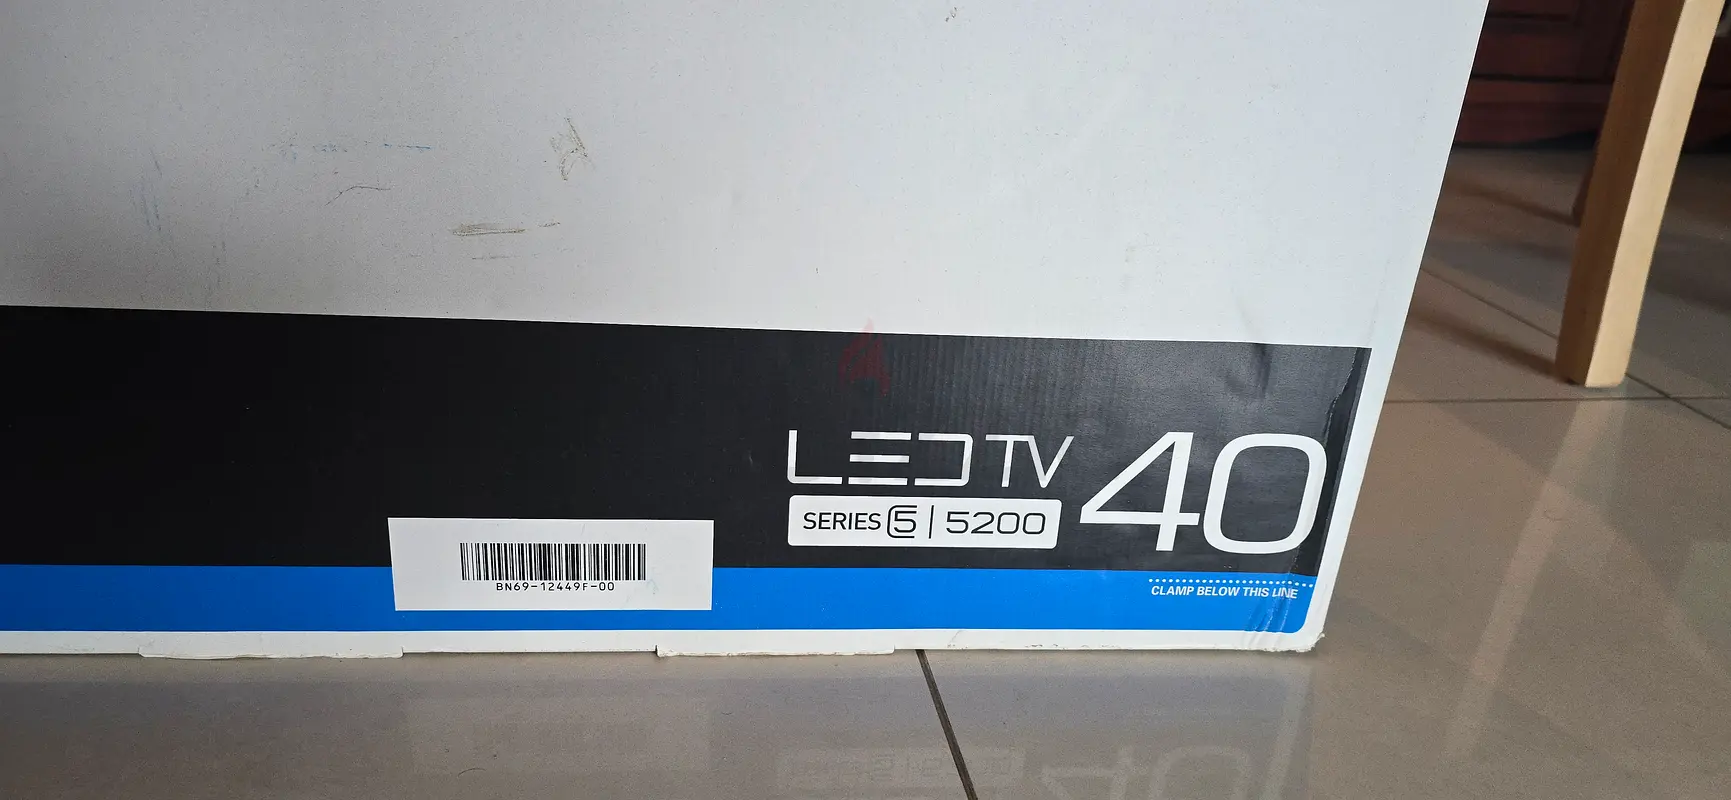 LED TV 40
SERIES 5 | 5200
BN69-12449F-00
CLAMP BELOW THIS LINE